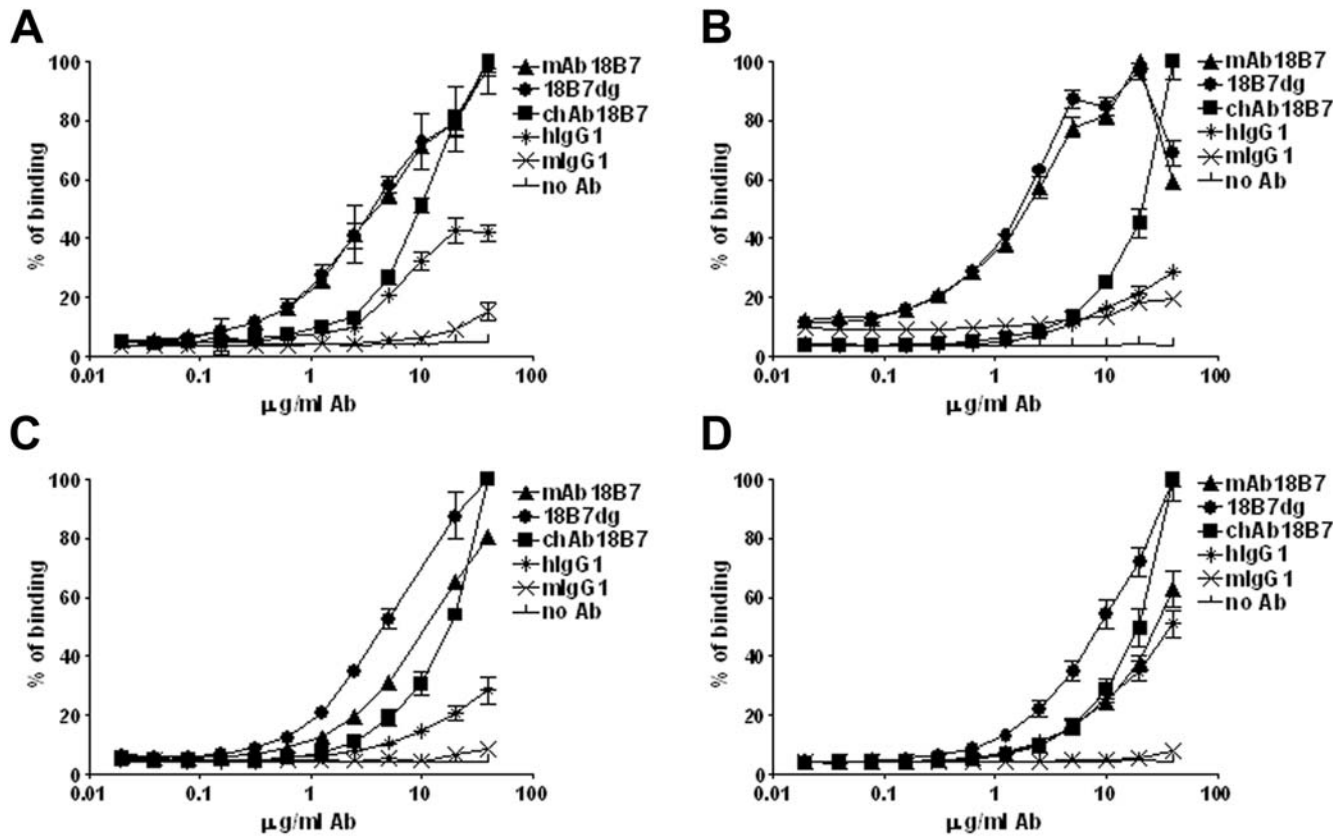 A
100
80
60
40
20
0
% of binding
0.01
0.1
1
10
100
µg/ml Ab
mAb18B7
18B7dg
chAb18B7
hIgG1
mIgG1
no Ab
B
100
80
60
40
20
0
% of binding
0.01
0.1
1
10
100
µg/ml Ab
mAb18B7
18B7dg
chAb18B7
hIgG1
mIgG1
no Ab
C
100
80
60
40
20
0
% of binding
0.01
0.1
1
10
100
µg/ml Ab
mAb18B7
18B7dg
chAb18B7
hIgG1
mIgG1
no Ab
D
100
80
60
40
20
0
% of binding
0.01
0.1
1
10
100
µg/ml Ab
mAb18B7
18B7dg
chAb18B7
hIgG1
mIgG1
no Ab